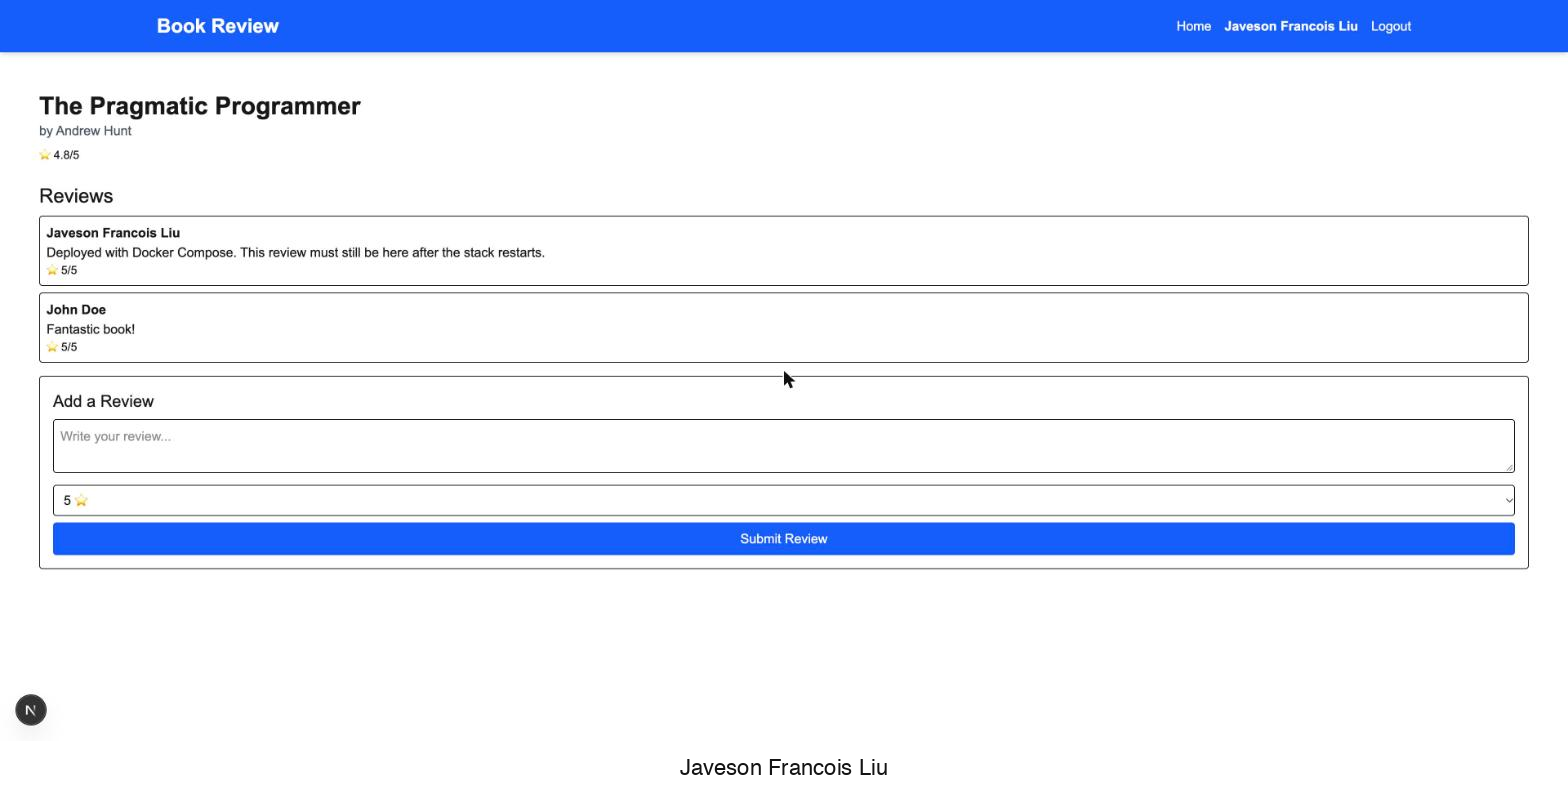 Book Review
Home Javeson Francois Liu Logout
The Pragmatic Programmer
by Andrew Hunt
⭐ 4.8/5
Reviews
Javeson Francois Liu
Deployed with Docker Compose. This review must still be here after the stack restarts.
⭐ 5/5
John Doe
Fantastic book!
⭐ 5/5
Add a Review
Write your review...
5 ⭐
Submit Review
N
Javeson Francois Liu